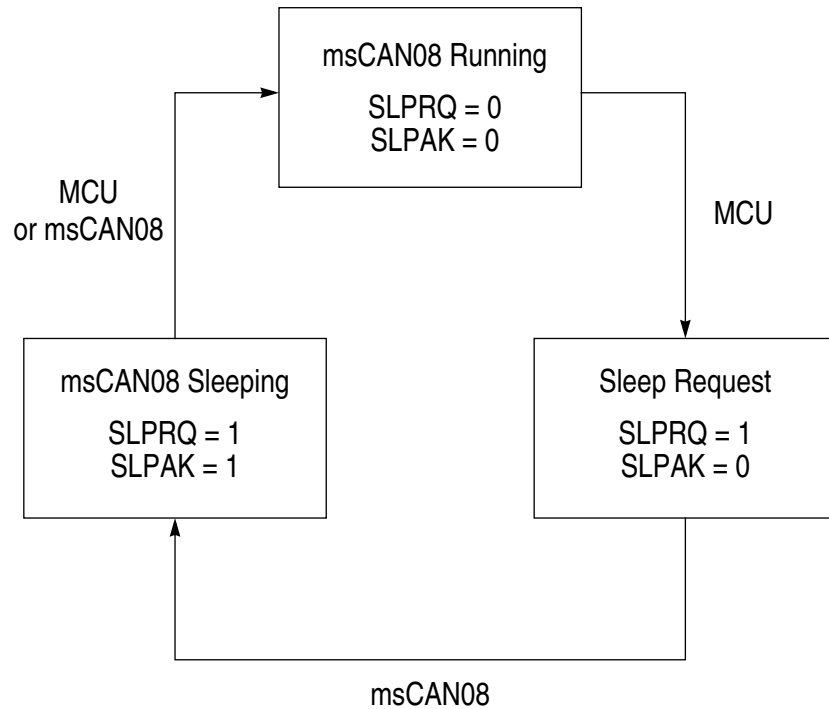 msCAN08 Running
SLPRQ = 0
SLPAK = 0
MCU
or msCAN08
MCU
msCAN08 Sleeping
SLPRQ = 1
SLPAK = 1
Sleep Request
SLPRQ = 1
SLPAK = 0
msCAN08